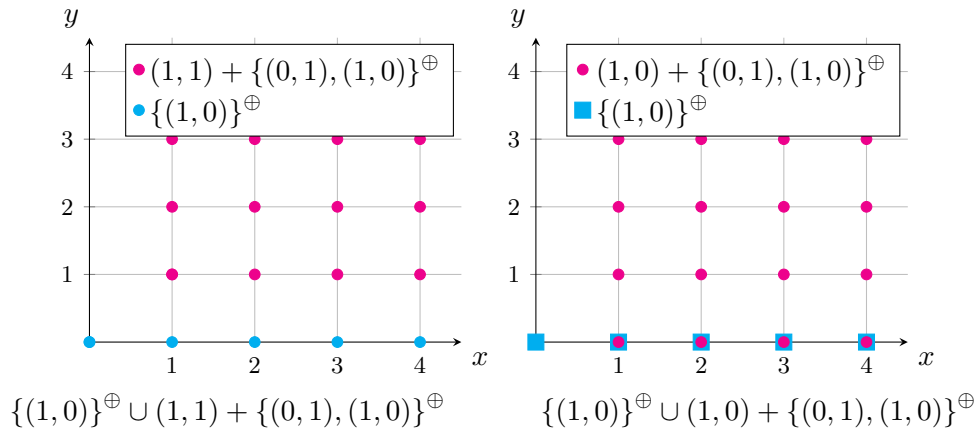 y
4
3
2
1
1 2 3 4
x
(1, 1) + {(0, 1), (1, 0)}⊕
{(1, 0)}⊕
{(1, 0)}⊕ ∪ (1, 1) + {(0, 1), (1, 0)}⊕
y
4
3
2
1
1 2 3 4
x
(1, 0) + {(0, 1), (1, 0)}⊕
{(1, 0)}⊕
{(1, 0)}⊕ ∪ (1, 0) + {(0, 1), (1, 0)}⊕